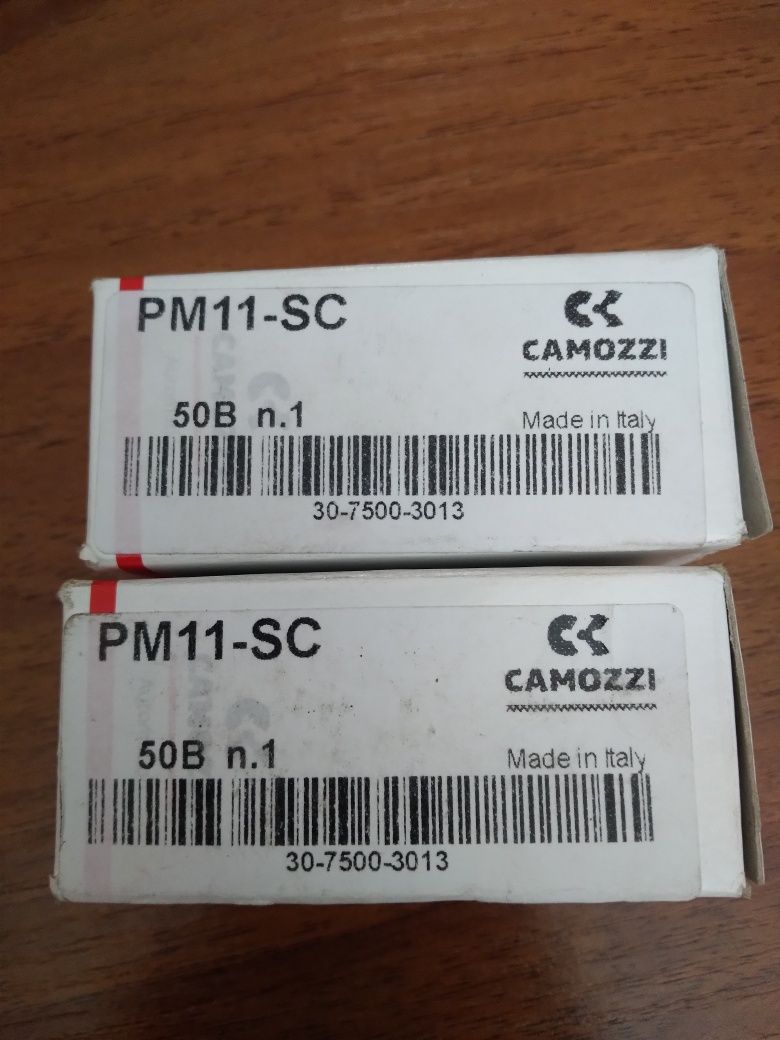 PM11-SC
CAMOZZI
50B n.1
Made in Italy
30-7500-3013
PM11-SC
CAMOZZI
50B n.1
Made in Italy
30-7500-3013